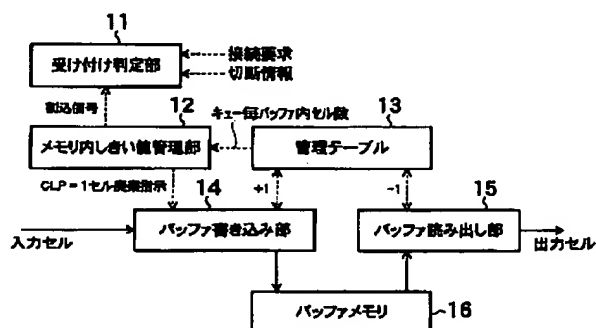 11
受け付け判定部
接続要求
切断情報
割込信号
12
キュー毎バッファ内セル数
13
メモリ内しきい値管理部
管理テーブル
CLP=1セル廃棄指示
14
+1
-1
15
バッファ書き込み部
バッファ読み出し部
入力セル
出力セル
バッファメモリ
16